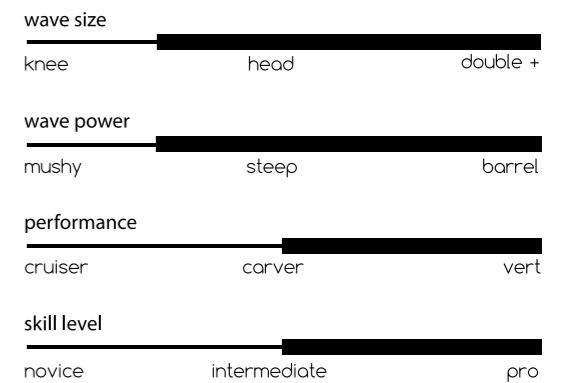 wave size
knee head double +
wave power
mushy steep barrel
performance
cruiser carver vert
skill level
novice intermediate pro